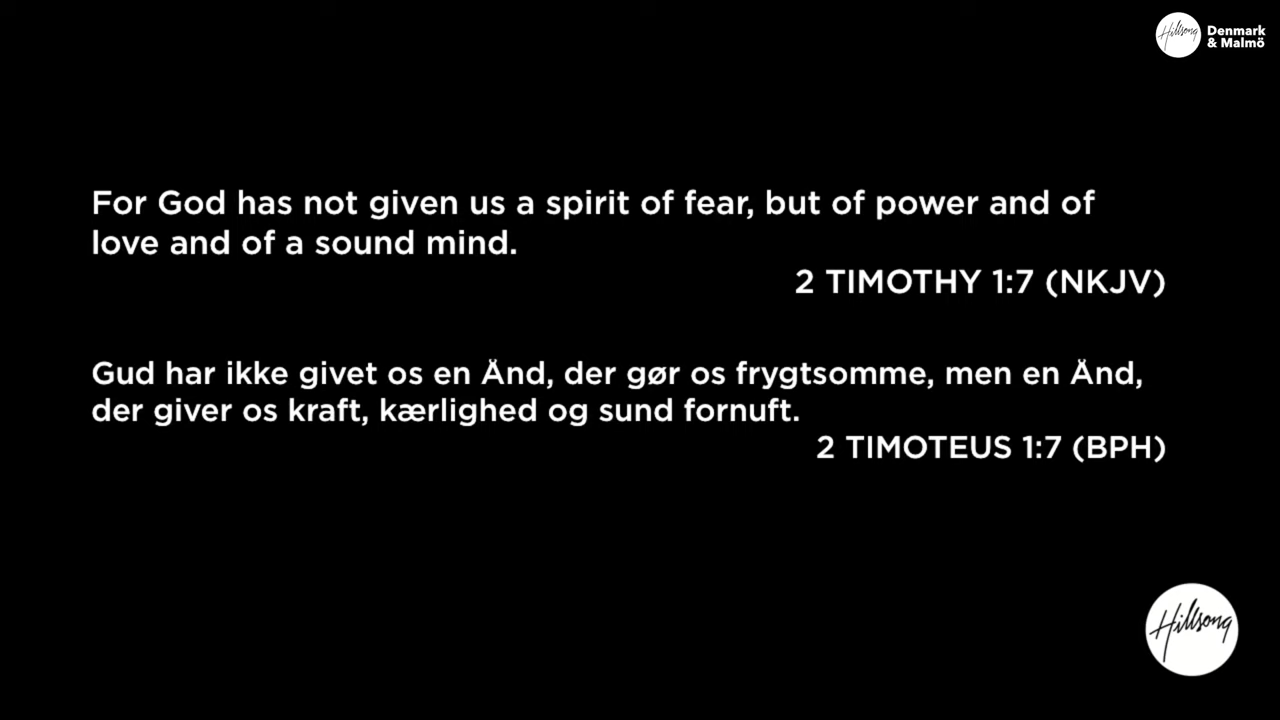 Hillsong
Denmark
& Malmö
For God has not given us a spirit of fear, but of power and of
love and of a sound mind.
2 TIMOTHY 1:7 (NKJV)
Gud har ikke givet os en Ånd, der gør os frygtsomme, men en Ånd,
der giver os kraft, kærlighed og sund fornuft.
2 TIMOTEUS 1:7 (BPH)
Hillsong